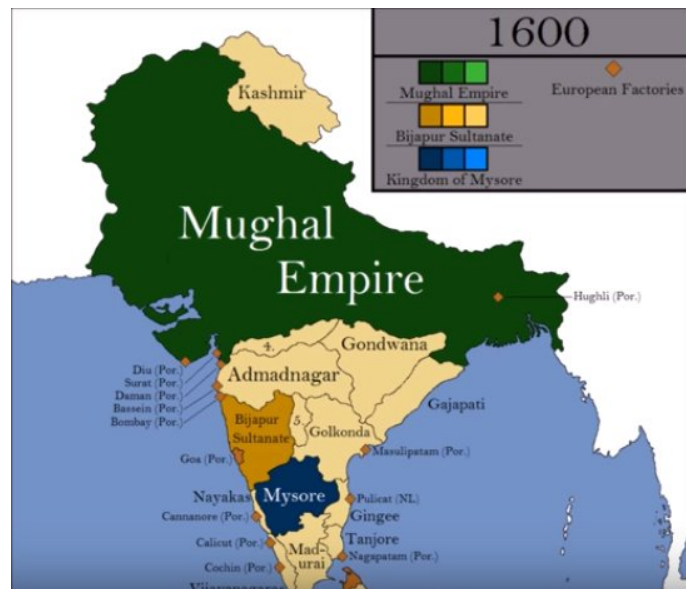 1600
Mughal Empire
European Factories
Bijapur Sultanate
Kingdom of Mysore
Kashmir
Mughal
Empire
Hughli (Por.)
4.
Gondwana
Diu (Por.)
Surat (Por.)
Daman (Por.)
Bassein (Por.)
Bombay (Por.)
Admadnagar
Gajapati
Bijapur
Sultanate
5.
Golkonda
Goa (Por.)
Masulipatam (Por.)
Nayakas
Mysore
Pulicat (NL)
Cannanore (Por.)
Gingee
Calicut (Por.)
Mad-
urai
Tanjore
Nagapatam (Por.)
Cochin (Por.)